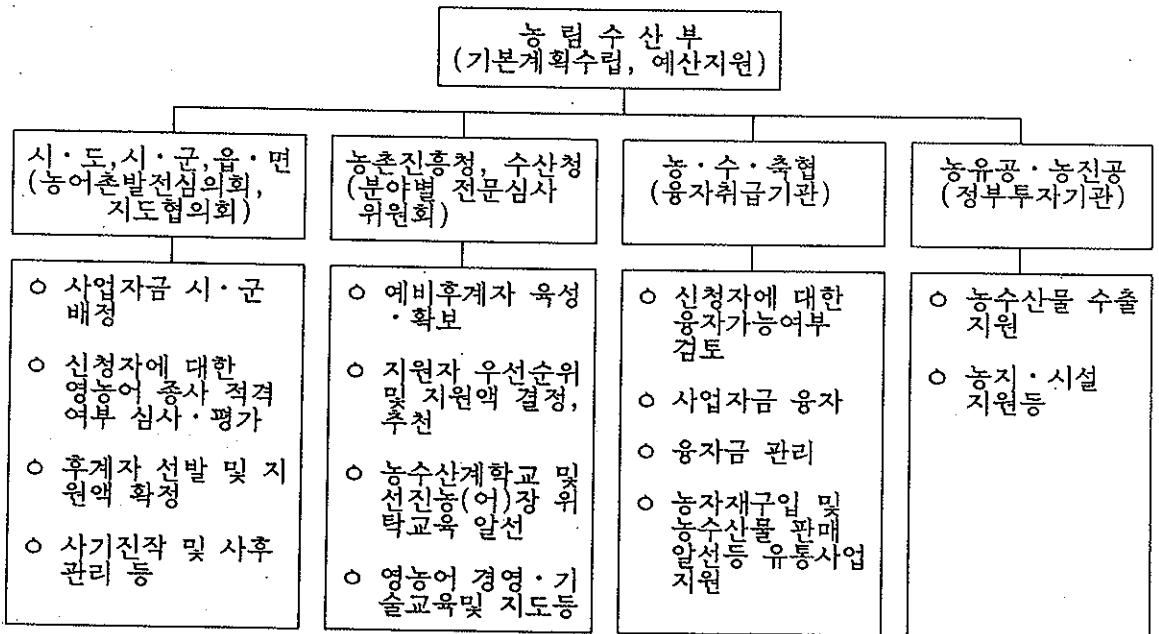 농 림 수 산 부
(기본계획수립, 예산지원)
시·도,시·군,읍·면
(농어촌발전심의회,
지도협의회)
농촌진흥청, 수산청
(분야별 전문심사
위원회)
농·수·축협
(융자취급기관)
농유공·농진공
(정부투자기관)
○ 사업자금 시·군
배정
○ 신청자에 대한
영농어 종사 적격
여부 심사·평가
○ 후계자 선발 및 지
원액 확정
○ 사기진작 및 사후
관리 등
○ 예비후계자 육성
·확보
○ 지원자 우선순위
및 지원액 결정,
추천
○ 농수산계학교 및
선진농(어)장 위
탁교육 알선
○ 영농어 경영·기
술교육및 지도등
○ 신청자에 대한
융자가능여부
검토
○ 사업자금 융자
○ 융자금 관리
○ 농자재구입 및
농수산물 판매
알선등 유통사업
지원
○ 농수산물 수출
지원
○ 농지·시설
지원등